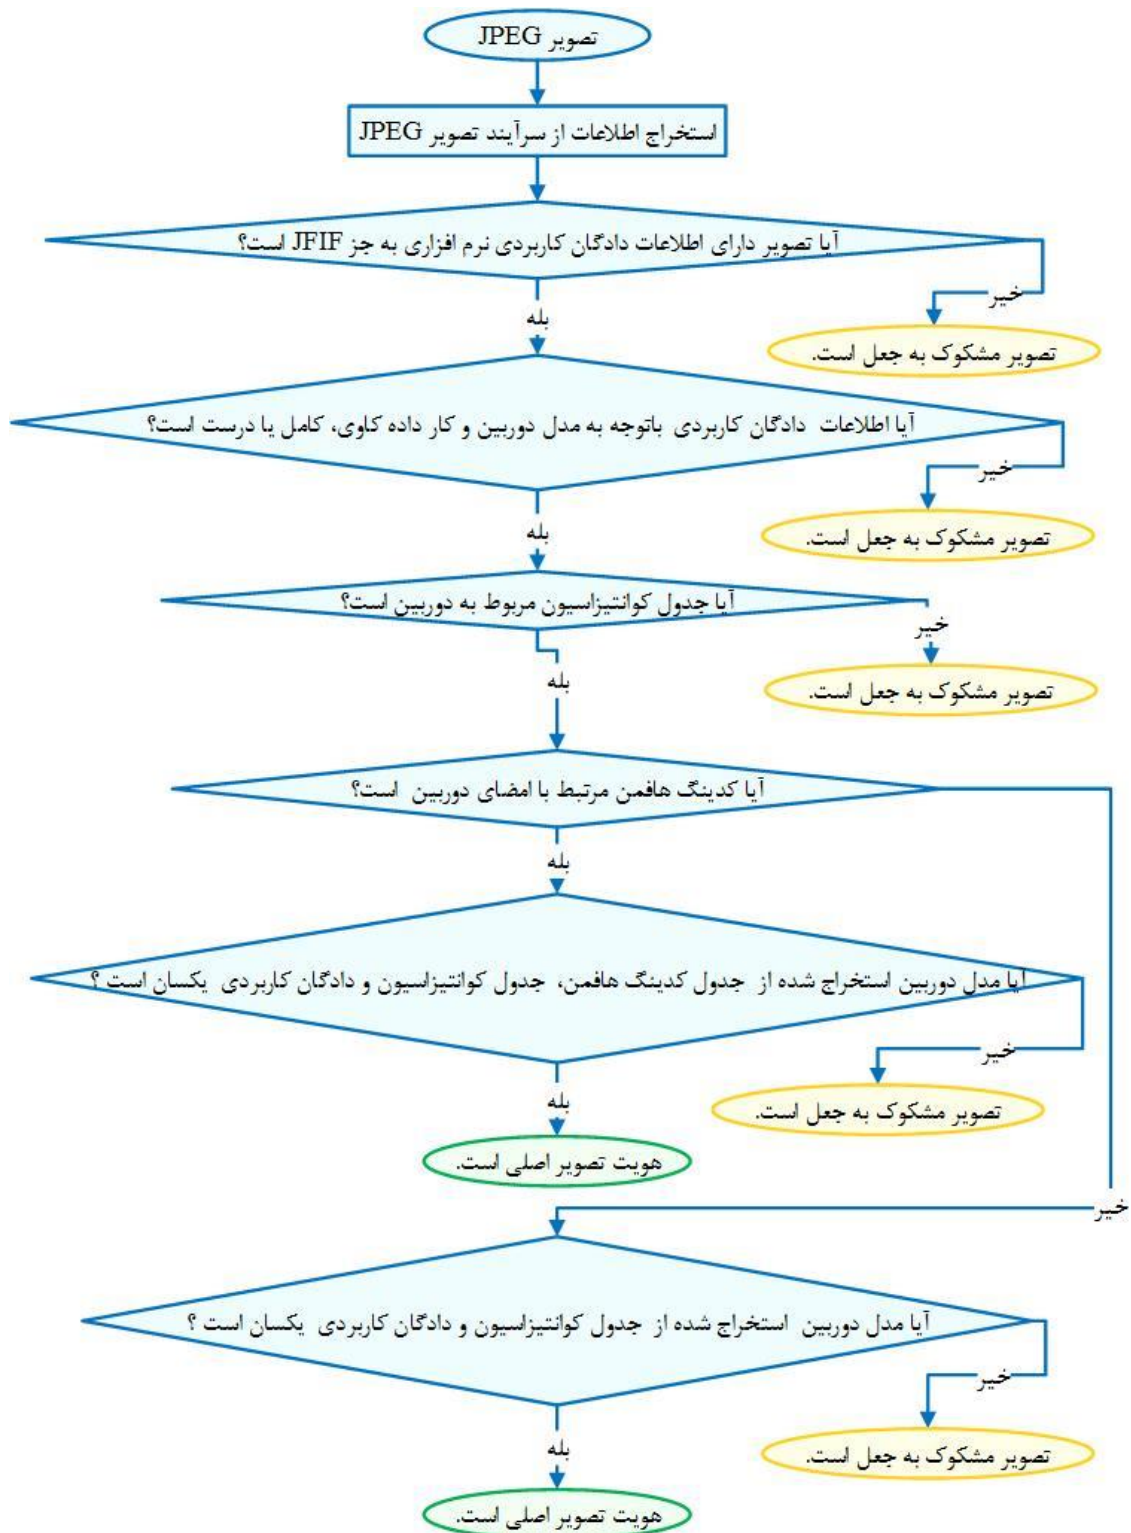 تصویر JPEG
استخراج اطلاعات از سرآیند تصویر JPEG
آیا تصویر دارای اطلاعات دادگان کاربردی نرم افزاری به جز JFIF است؟
خیر
بله
تصویر مشکوک به جعل است.
آیا اطلاعات دادگان کاربردی باتوجه به مدل دوربین و کار داده کاوی، کامل یا درست است؟
خیر
بله
تصویر مشکوک به جعل است.
آیا جدول کوانتیزاسیون مربوط به دوربین است؟
خیر
بله
تصویر مشکوک به جعل است.
آیا کدینگ هافمن مرتبط با امضای دوربین است؟
بله
آیا مدل دوربین استخراج شده از جدول کدینگ هافمن، جدول کوانتیزاسیون و دادگان کاربردی یکسان است ؟
خیر
بله
تصویر مشکوک به جعل است.
هویت تصویر اصلی است.
خیر
آیا مدل دوربین استخراج شده از جدول کوانتیزاسیون و دادگان کاربردی یکسان است ؟
خیر
بله
تصویر مشکوک به جعل است.
هویت تصویر اصلی است.